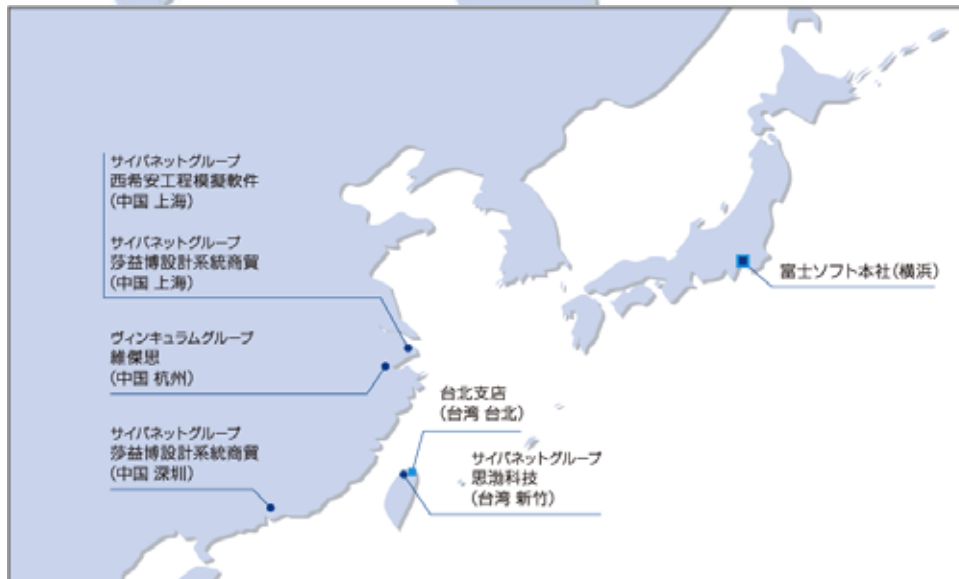 サイバネットグループ
西希安工程模擬軟件
(中国 上海)
サイバネットグループ
莎益博設計系統商貿
(中国 上海)
ヴィンキュラムグループ
維傑思
(中国 杭州)
サイバネットグループ
莎益博設計系統商貿
(中国 深圳)
台北支店
(台湾 台北)
サイバネットグループ
思渤科技
(台湾 新竹)
富士ソフト本社(横浜)